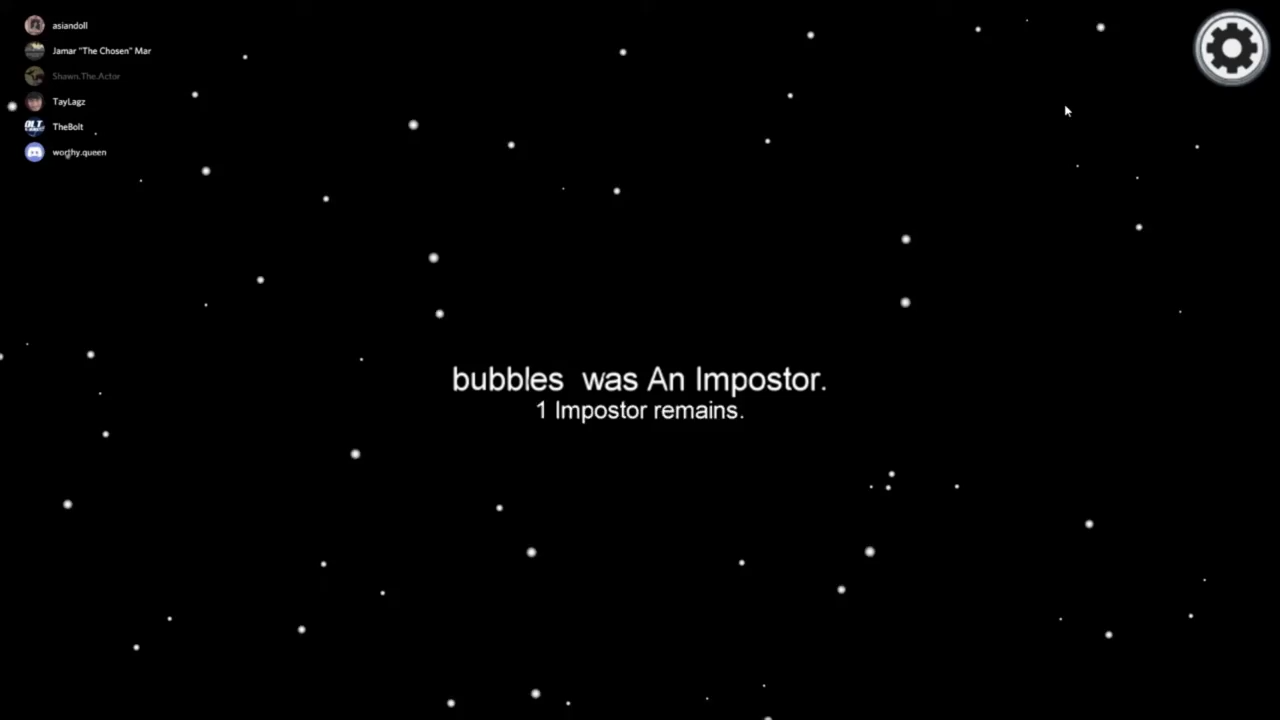 asiandoll
Jamar "The Chosen" Mar
Shawn.The.Actor
TayLagz
TheBolt
worthy.queen
bubbles  was An Impostor.
1 Impostor remains.